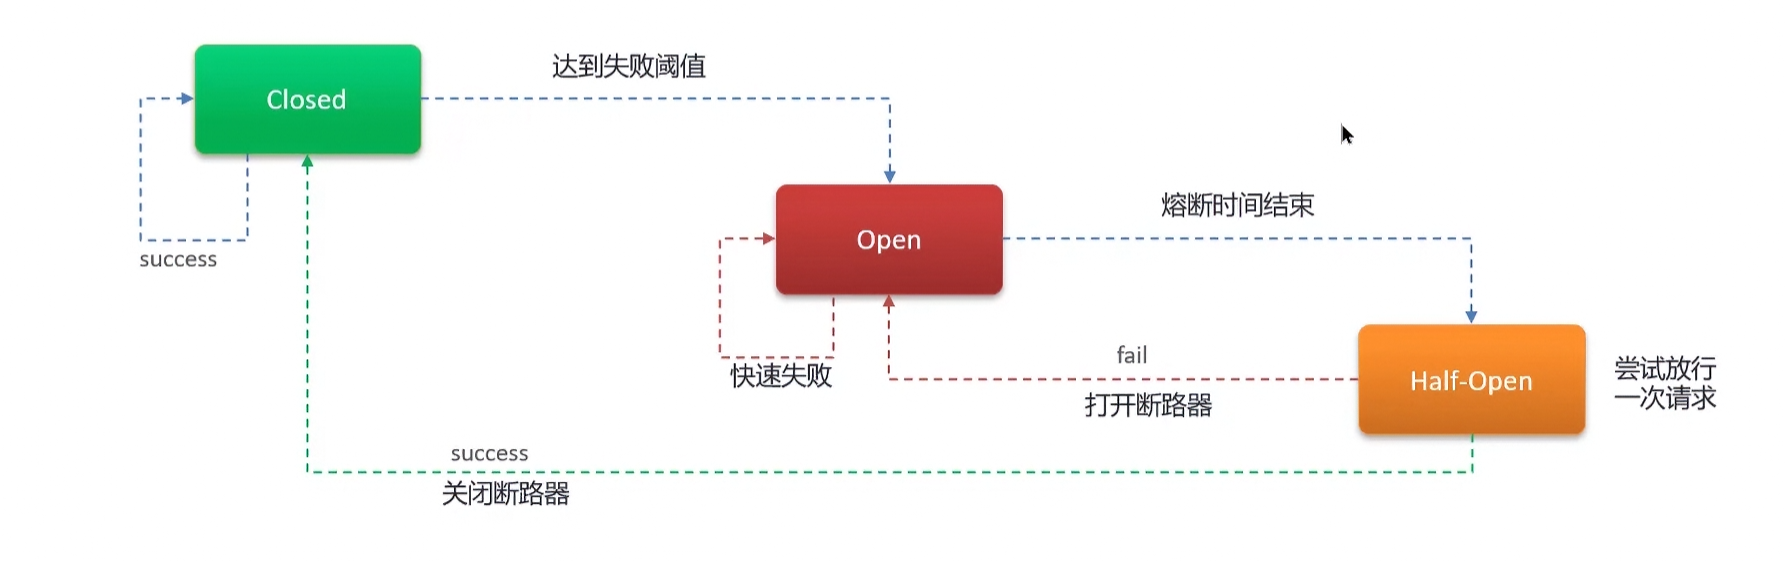 达到失败阈值
Closed
success
熔断时间结束
Open
快速失败
fail
打开断路器
Half-Open
尝试放行
一次请求
success
关闭断路器